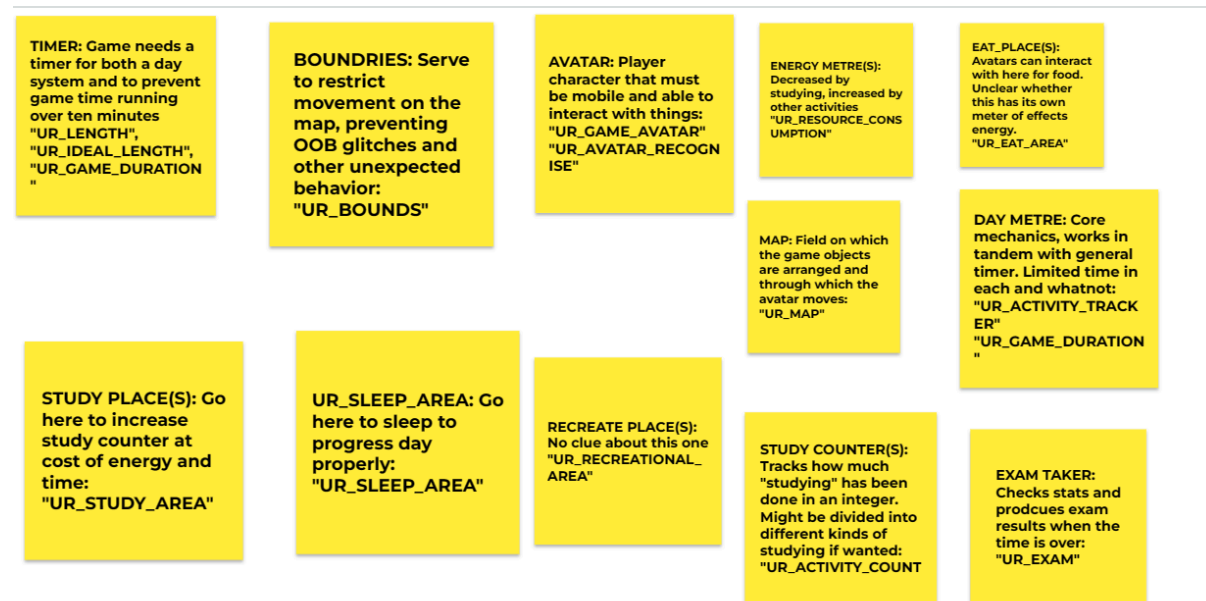 TIMER: Game needs a
timer for both a day
system and to prevent
game time running
over ten minutes
"UR_LENGTH",
"UR_IDEAL_LENGTH",
"UR_GAME_DURATION
"
BOUNDRIES: Serve
to restrict
movement on the
map, preventing
OOB glitches and
other unexpected
behavior:
"UR_BOUNDS"
AVATAR: Player
character that must
be mobile and able to
interact with things:
"UR_GAME_AVATAR"
"UR_AVATAR_RECOGN
ISE"
ENERGY METRE(S):
Decreased by
studying, increased by
other activities
"UR_RESOURCE_CONS
UMPTION"
EAT_PLACE(S):
Avatars can interact
with here for food.
Unclear whether
this has its own
meter of effects
energy.
"UR_EAT_AREA"
MAP: Field on which
the game objects
are arranged and
through which the
avatar moves:
"UR_MAP"
DAY METRE: Core
mechanics, works in
tandem with general
timer. Limited time in
each and whatnot:
"UR_ACTIVITY_TRACK
ER"
"UR_GAME_DURATION
"
STUDY PLACE(S): Go
here to increase
study counter at
cost of energy and
time:
"UR_STUDY_AREA"
UR_SLEEP_AREA: Go
here to sleep to
progress day
properly:
"UR_SLEEP_AREA"
RECREATE PLACE(S):
No clue about this one
"UR_RECREATIONAL_
AREA"
STUDY COUNTER(S):
Tracks how much
"studying" has been
done in an integer.
Might be divided into
different kinds of
studying if wanted:
"UR_ACTIVITY_COUNT
EXAM TAKER:
Checks stats and
prodcues exam
results when the
time is over:
"UR_EXAM"